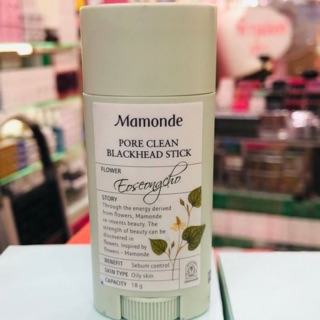 Mamonde
PORE CLEAN
BLACKHEAD STICK
FLOWER
Eoseongcho
STORY
Through the energy derived
from flowers, Mamonde
re-invents beauty. The
strength of beauty can be
discovered in
flowers. Inspired by
flowers - Mamonde
BENEFIT Sebum control
SKIN TYPE Oily skin
CAPACITY 18 g